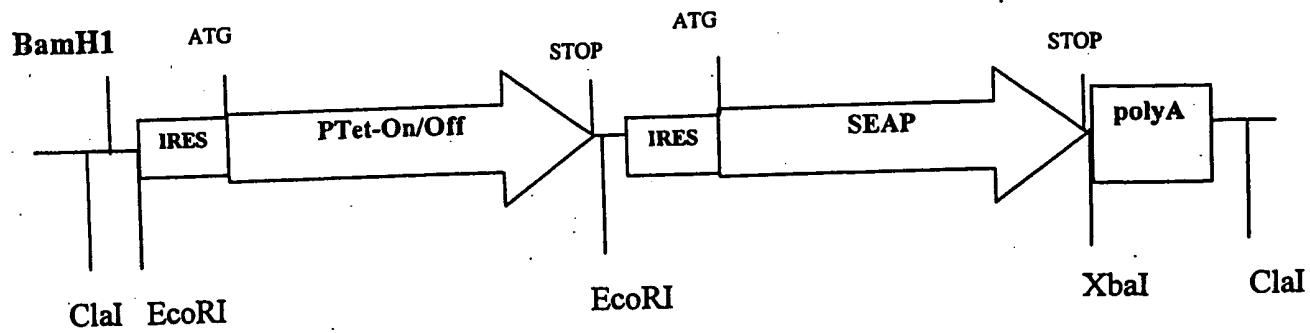 BamH1
ATG
STOP
ATG
STOP
IRES
PTet-On/Off
IRES
SEAP
polyA
ClaI
EcoRI
EcoRI
XbaI
ClaI